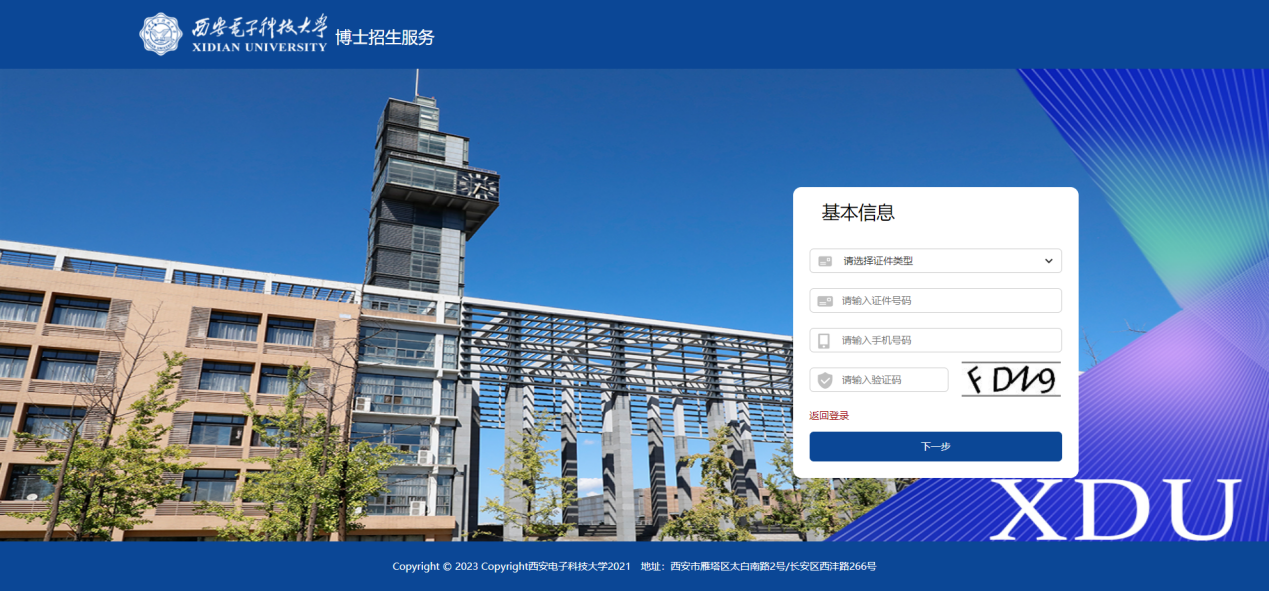 西安电子科技大学
XIDIAN UNIVERSITY
博士招生服务
基本信息
请选择证件类型
请输入证件号码
请输入手机号码
请输入验证码
返回登录
下一步
XDU
Copyright © 2023 Copyright西安电子科技大学2021 地址：西安市雁塔区太白南路2号/长安区西沣路266号